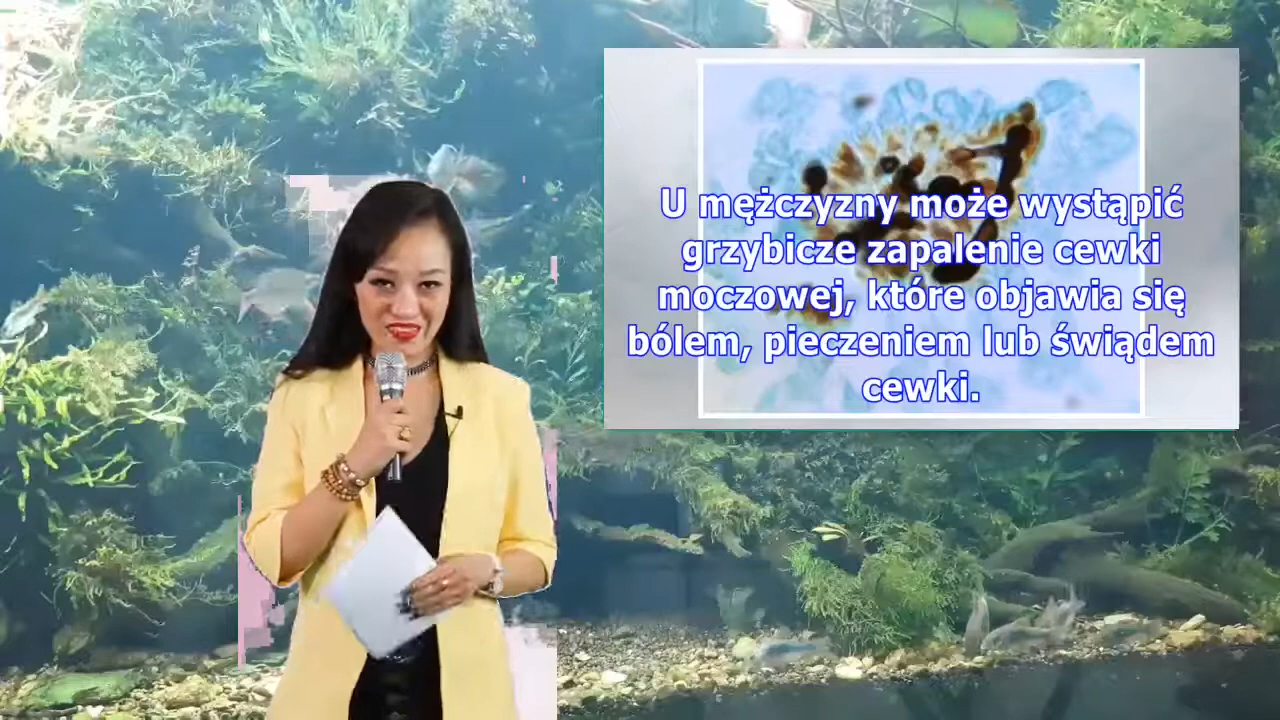 U mężczyzny może wystąpić
grzybicze zapalenie cewki
moczowej, które objawia się
bólem, pieczeniem lub świądem
cewki.